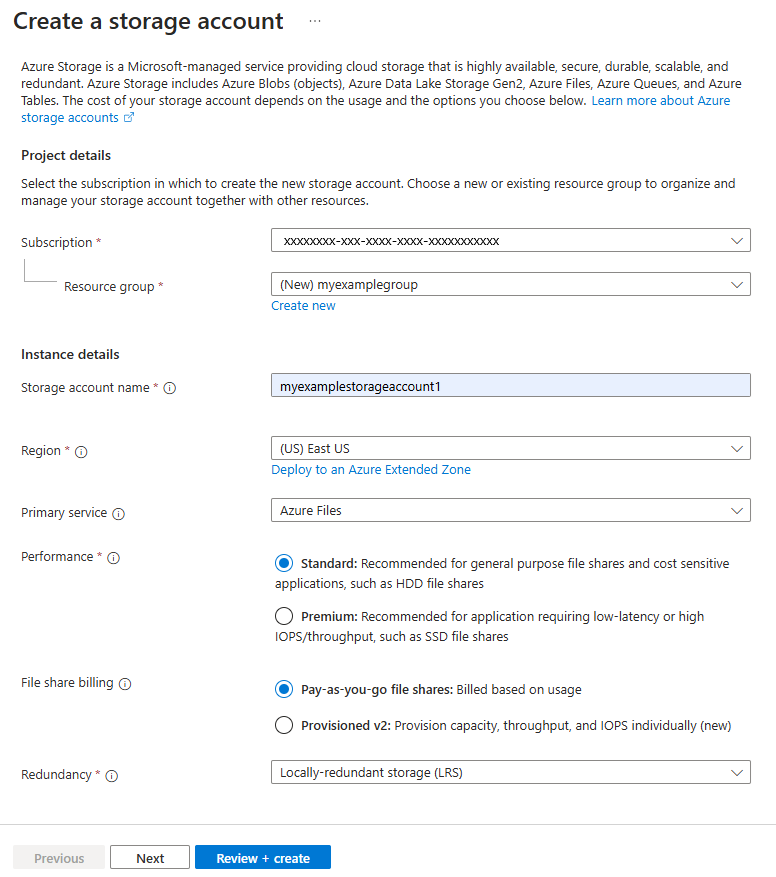 Create a storage account ...
Azure Storage is a Microsoft-managed service providing cloud storage that is highly available, secure, durable, scalable, and
redundant. Azure Storage includes Azure Blobs (objects), Azure Data Lake Storage Gen2, Azure Files, Azure Queues, and Azure
Tables. The cost of your storage account depends on the usage and the options you choose below. Learn more about Azure
storage accounts
Project details
Select the subscription in which to create the new storage account. Choose a new or existing resource group to organize and
manage your storage account together with other resources.
Subscription * xxxxxxxx-xxx-xxxx-xxxx-xxxxxxxxxxx
Resource group * (New) myexamplegroup
Create new
Instance details
Storage account name * myexamplestorageaccount1
Region * (US) East US
Deploy to an Azure Extended Zone
Primary service Azure Files
Performance * Standard: Recommended for general purpose file shares and cost sensitive
applications, such as HDD file shares
Premium: Recommended for application requiring low-latency or high
IOPS/throughput, such as SSD file shares
File share billing Pay-as-you-go file shares: Billed based on usage
Provisioned v2: Provision capacity, throughput, and IOPS individually (new)
Redundancy * Locally-redundant storage (LRS)
Previous Next Review + create